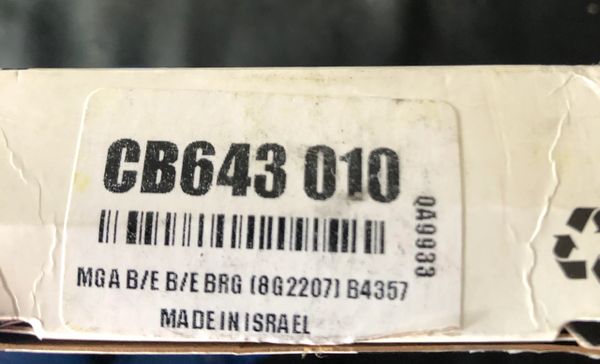 CB643 010
QA9933
MGA B/E B/E BRG (8G2207) B4357
MADE IN ISRAEL